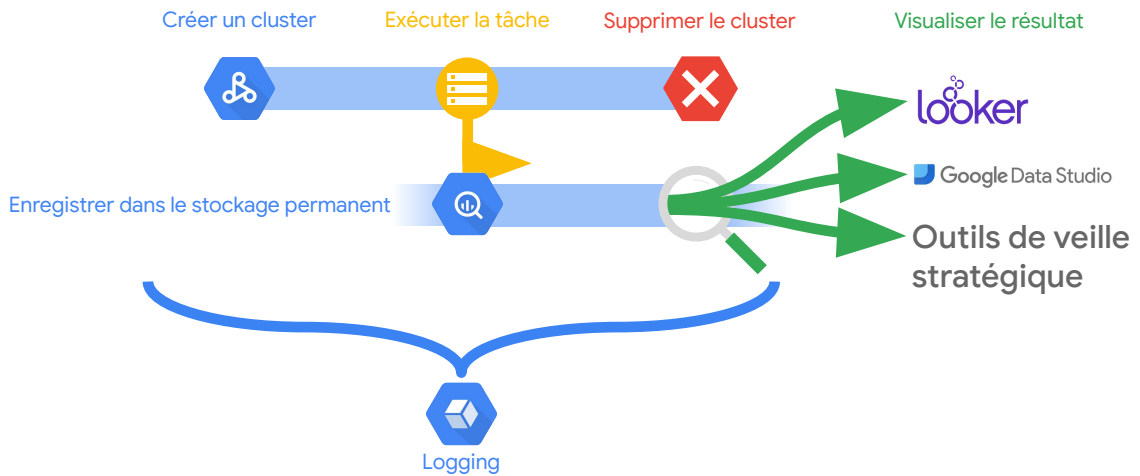 Créer un cluster
Exécuter la tâche
Supprimer le cluster
Visualiser le résultat
looker
Enregistrer dans le stockage permanent
Google Data Studio
Outils de veille
stratégique
Logging